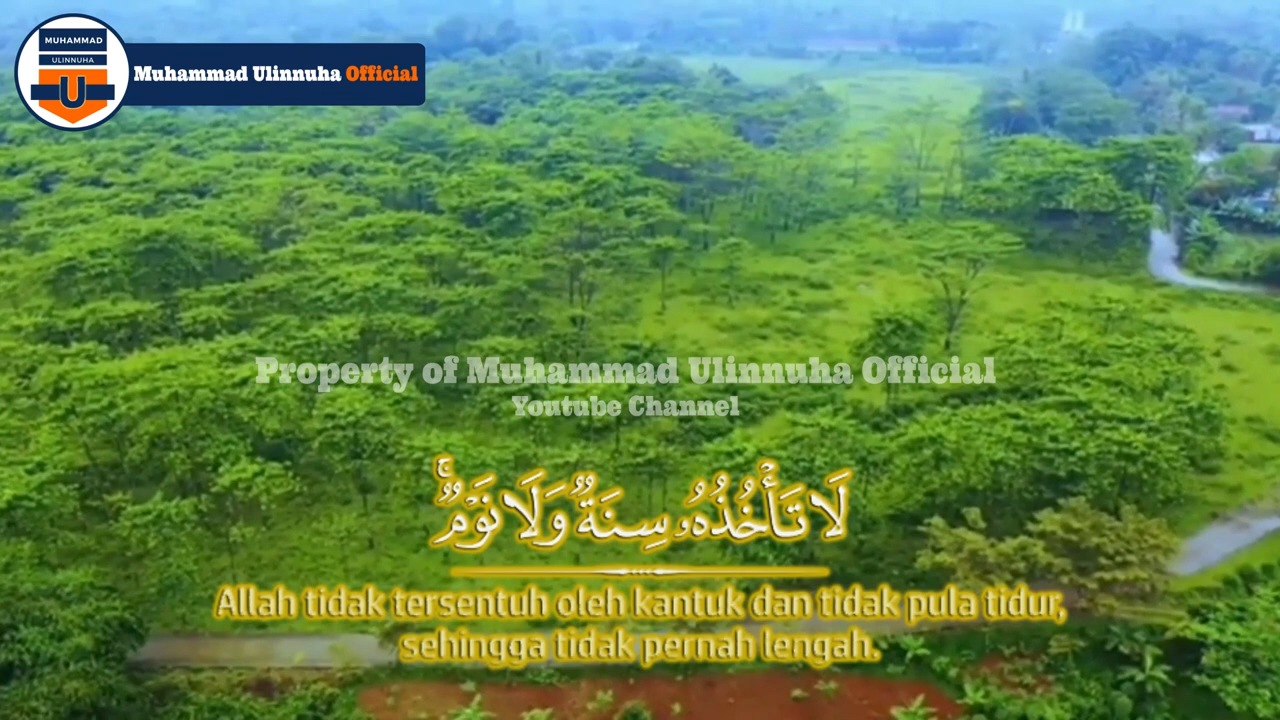 MUHAMMAD
ULINNUHA
U
Muhammad Ulinnuha Official
Property of Muhammad Ulinnuha Official
Youtube Channel
لَا تَأْخُذُهُۥ سِنَةٌ وَلَا نَوْمٌ ۚ
Allah tidak tersentuh oleh kantuk dan tidak pula tidur,
sehingga tidak pernah lengah.